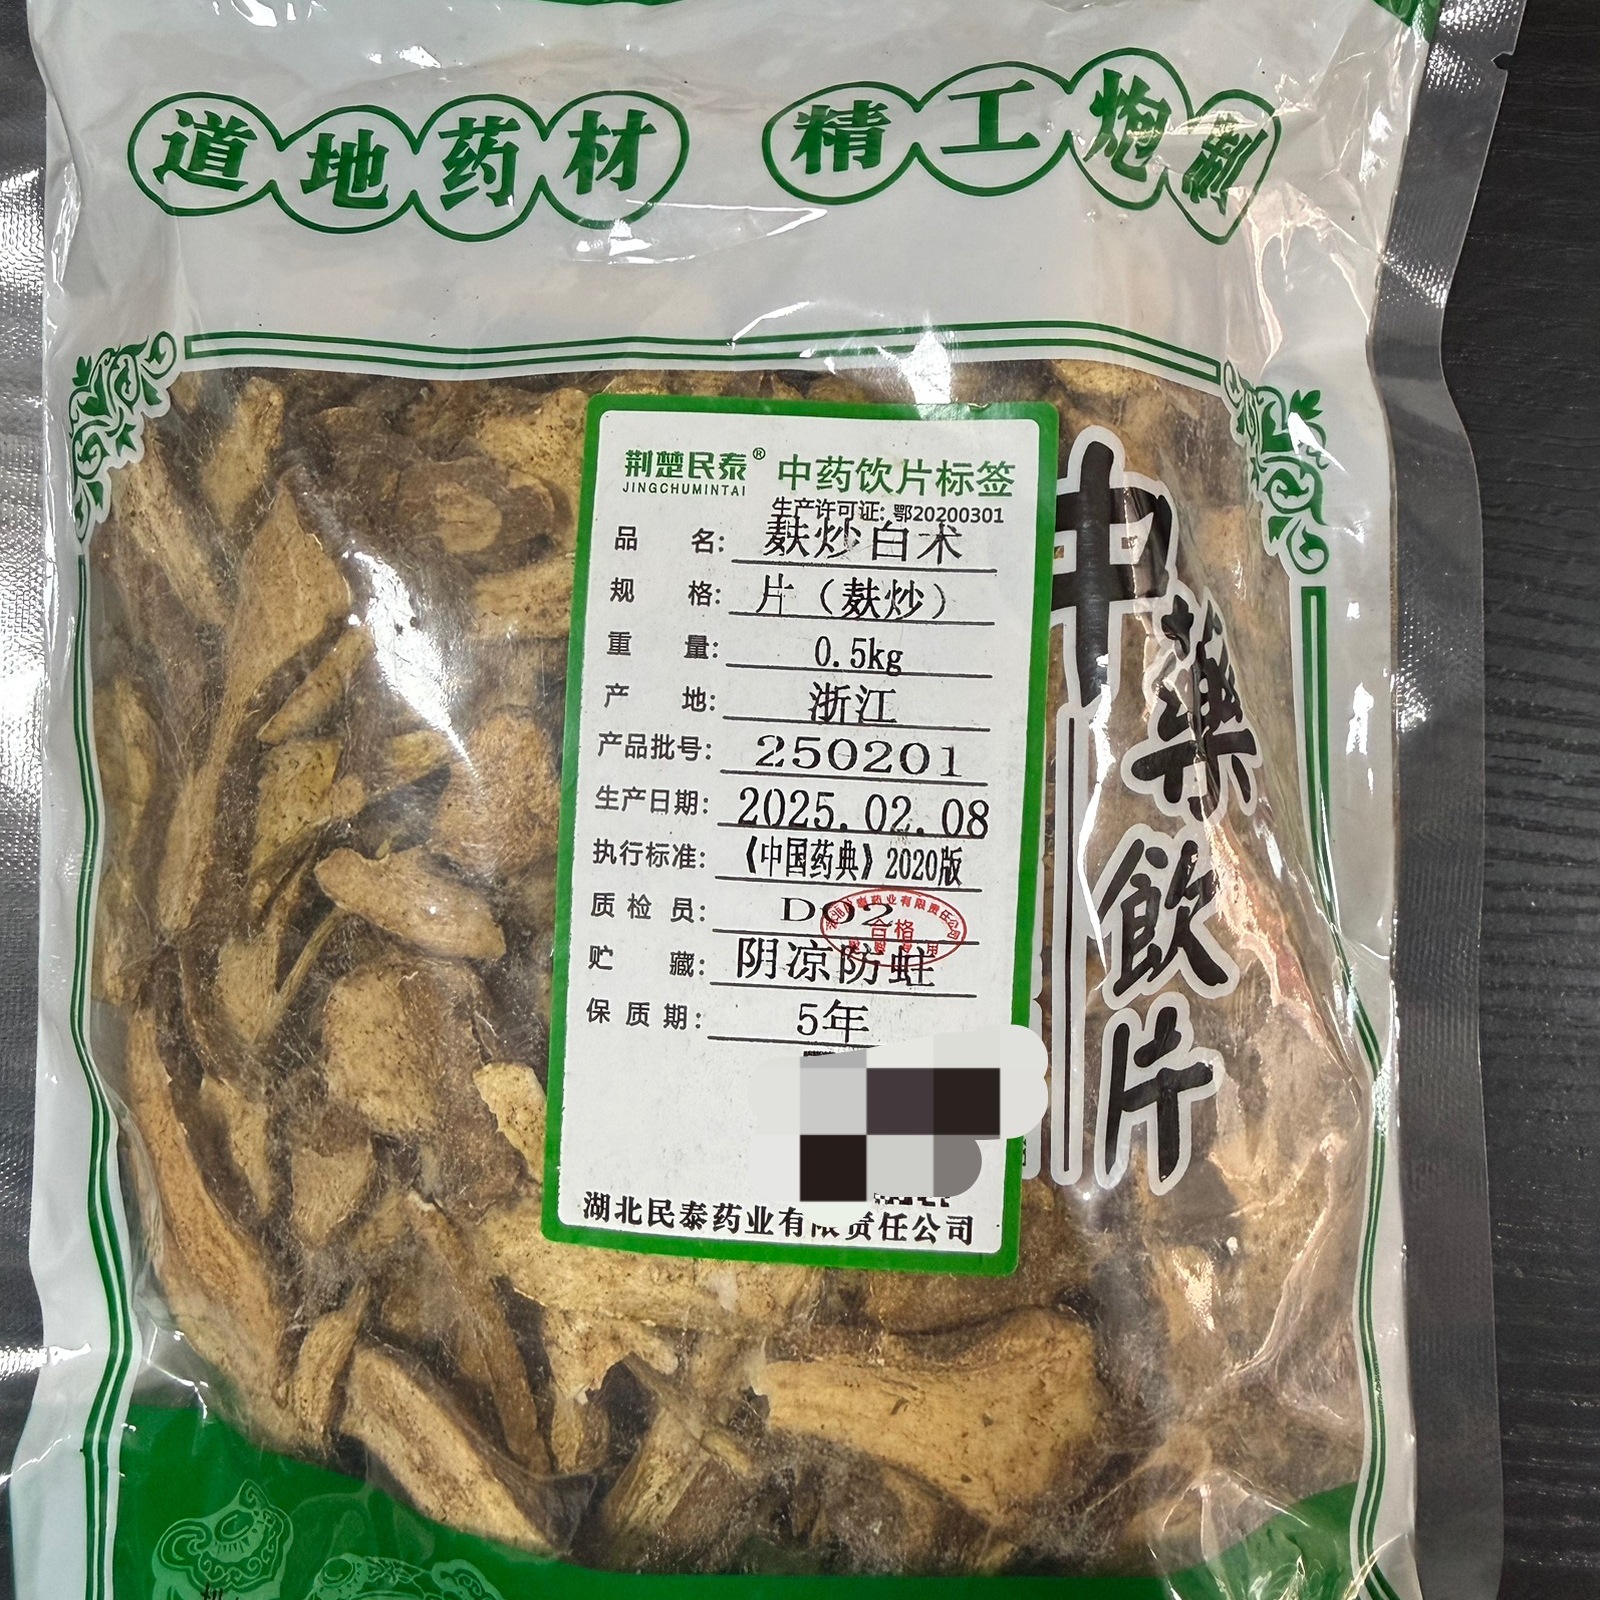 道地药材 精工炮制
荆楚民泰®
JINGCHUMINTAI
中药饮片标签
生产许可证: 鄂20200301
品名: 麸炒白术
规格: 片（麸炒）
重量: 0.5kg
产地: 浙江
产品批号: 250201
生产日期: 2025.02.08
执行标准: 《中国药典》2020版
质检员: D02
合格
贮藏: 阴凉防蛀
保质期: 5年
湖北民泰药业有限责任公司
中藥飲片